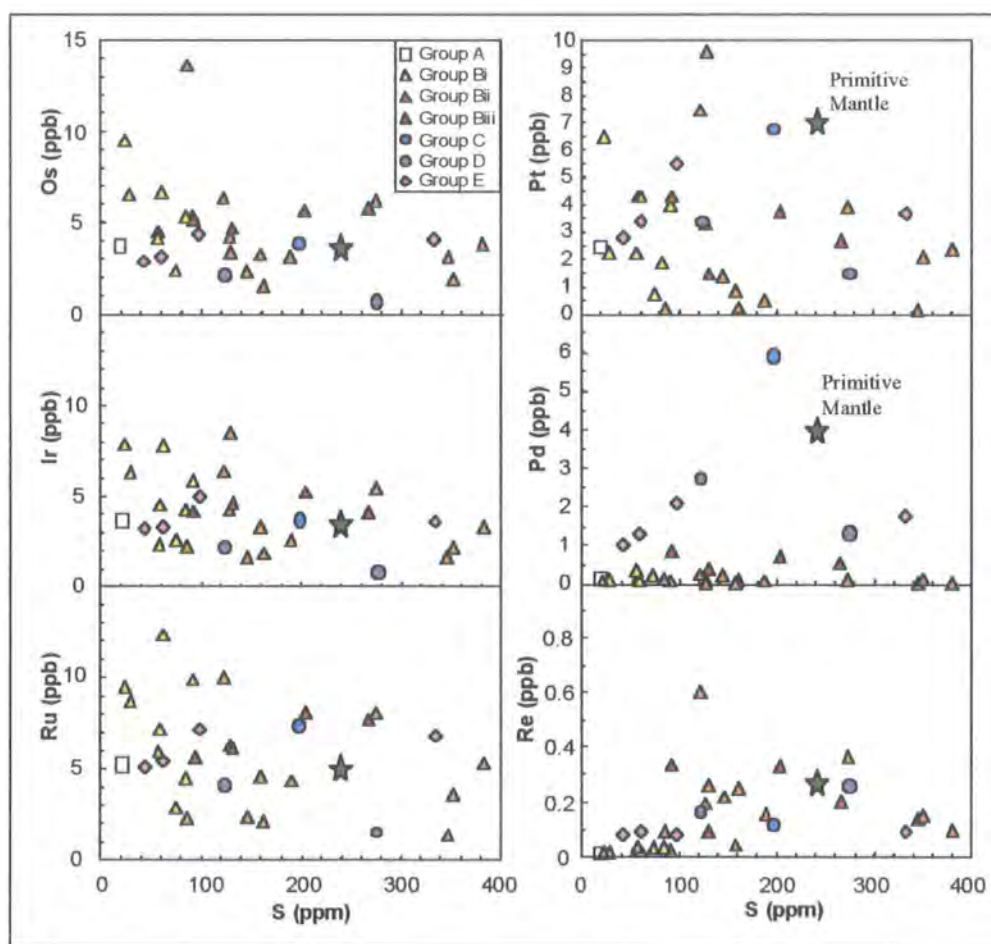 15
10
5
0
Os (ppb)
Group A
Group Bi
Group Bii
Group Biii
Group C
Group D
Group E
10
5
0
Ir (ppb)
10
5
0
Ru (ppb)
0 100 200 300 400
S (ppm)
10
9
8
7
6
5
4
3
2
1
0
Pt (ppb)
Primitive
Mantle
6
5
4
3
2
1
0
Pd (ppb)
Primitive
Mantle
0.8
0.6
0.4
0.2
0
Re (ppb)
0 100 200 300 400
S (ppm)